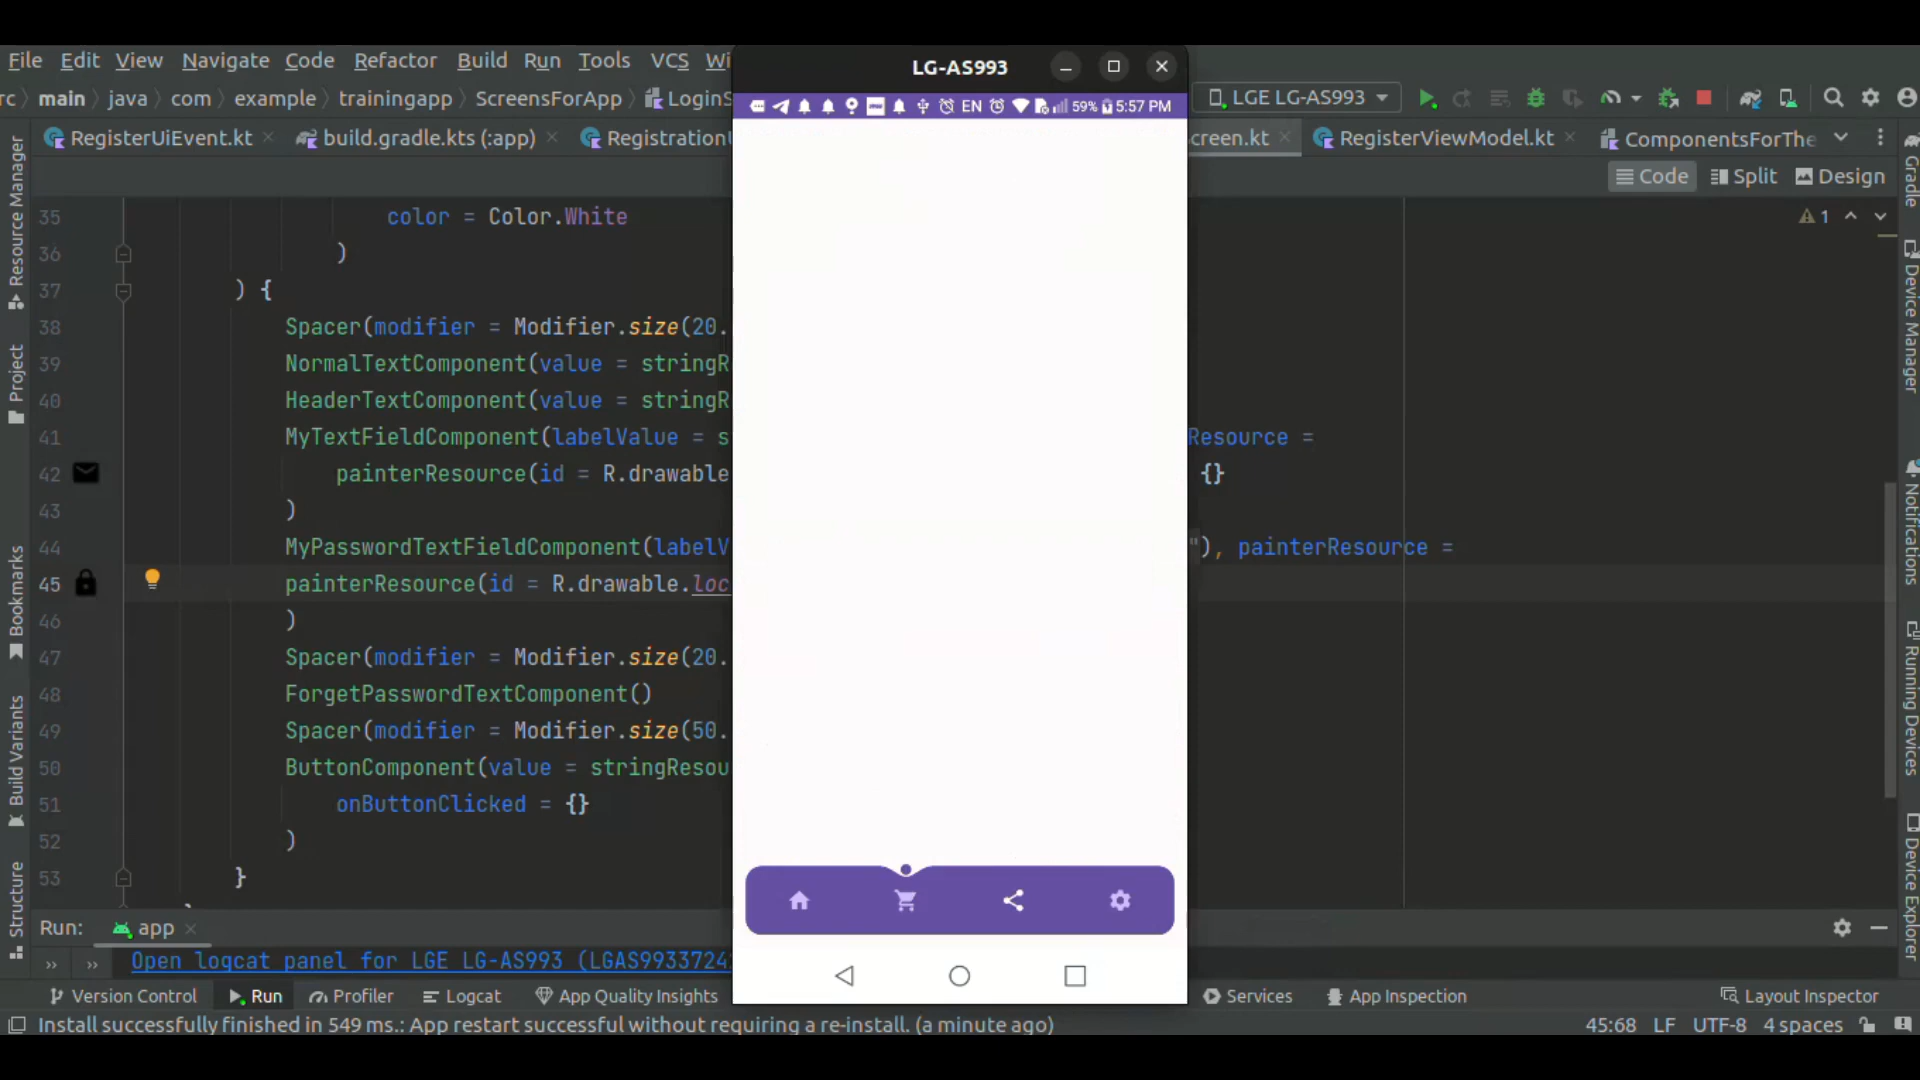 File Edit View Navigate Code Refactor Build Run Tools VCS
LG-AS993
main java com example trainingapp ScreensForApp
LGE LG-AS993
EN 59% 5:57 PM
RegisterUiEvent.kt build.gradle.kts (:app) RegisterViewModel.kt
Code Split Design
35 color = Color.White
1
36 )
37 ) {
38 Spacer(modifier = Modifier.size(20.
39 NormalTextComponent(value = stringR
40 HeaderTextComponent(value = stringR
41 MyTextFieldComponent(labelValue = s Resource =
42 painterResource(id = R.drawable {}
43 )
44 MyPasswordTextFieldComponent(labelV "), painterResource =
45 painterResource(id = R.drawable.loc
46 )
47 Spacer(modifier = Modifier.size(20.
48 ForgetPasswordTextComponent()
49 Spacer(modifier = Modifier.size(50.
50 ButtonComponent(value = stringResou
51 onButtonClicked = {}
52 )
53 }
Resource Manager
Project
Bookmarks
Build Variants
Structure
Gradle
Device Manager
Notifications
Running Devices
Device Explorer
Run: app
Open logcat panel for LGE LG-AS993 (LGAS9933724
Version Control Run Profiler Logcat App Quality Insights Services App Inspection Layout Inspector
Install successfully finished in 549 ms.: App restart successful without requiring a re-install. (a minute ago) 45:68 LF UTF-8 4 spaces